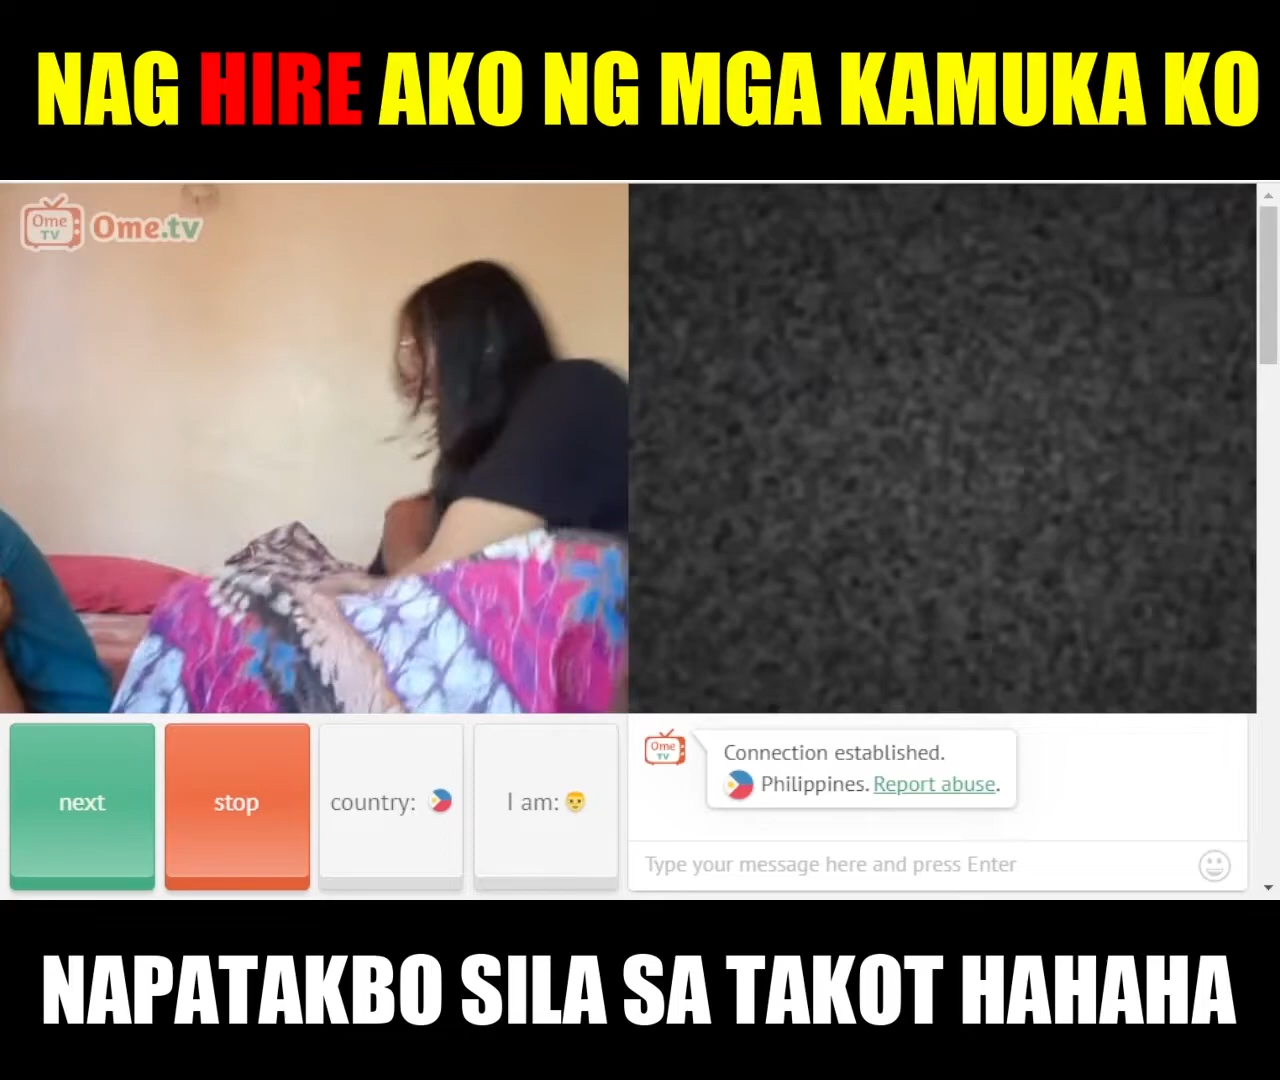 NAG HIRE AKO NG MGA KAMUKA KO
Ome TV Ome.tv
next
stop
country:
I am:
Ome TV
Connection established.
Philippines. Report abuse.
Type your message here and press Enter
NAPATAKBO SILA SA TAKOT HAHAHA